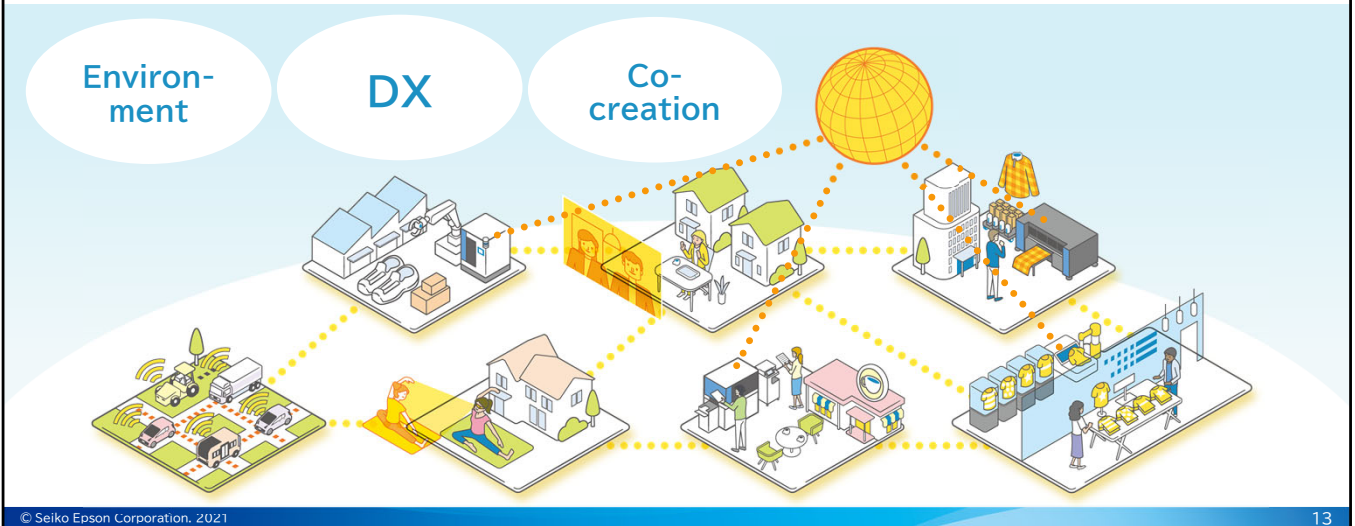 Environ-
ment
DX
Co-
creation
© Seiko Epson Corporation. 2021
13